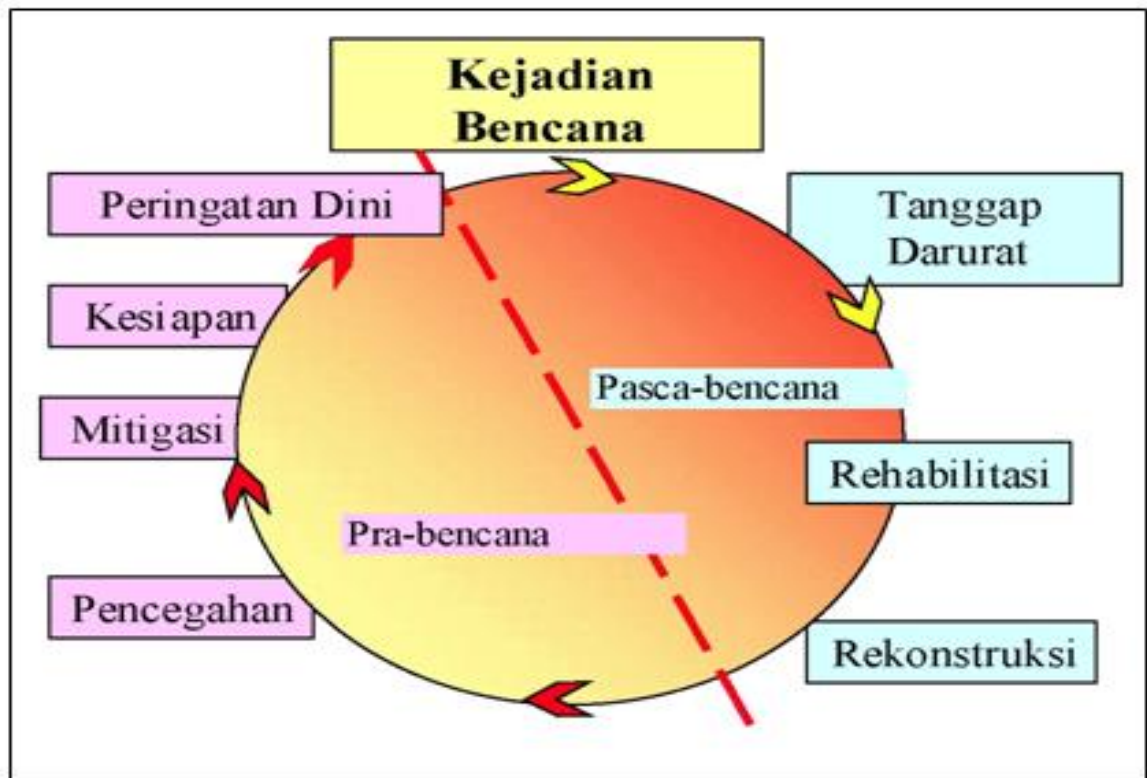 Kejadian
Bencana
Peringatan Dini
Tanggap
Darurat
Kesiapan
Pasca-bencana
Mitigasi
Rehabilitasi
Pra-bencana
Pencegahan
Rekonstruksi